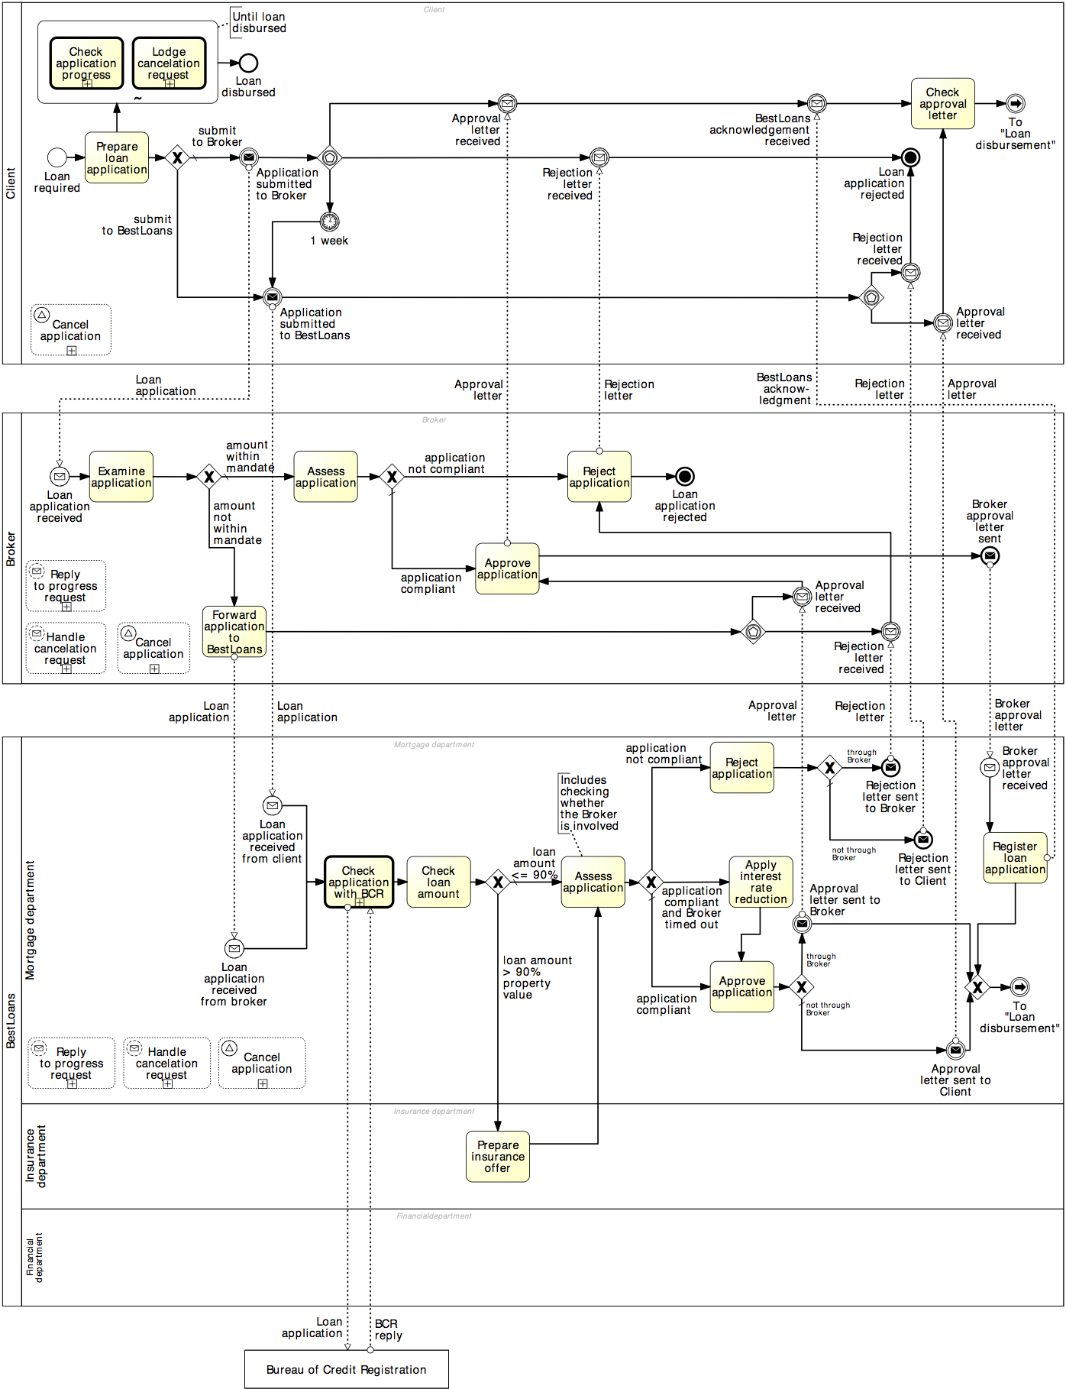 Client
Client
Until loan
disbursed
Check
application
progress
Lodge
cancelation
request
Loan
disbursed
~
Approval
letter
received
BestLoans
acknowledgement
received
Check
approval
letter
To
"Loan
disbursement"
submit
to Broker
Prepare
loan
application
Loan
required
Application
submitted
to Broker
Rejection
letter
received
Loan
application
rejected
submit
to BestLoans
1 week
Rejection
letter
received
Application
submitted
to BestLoans
Approval
letter
received
Cancel
application
Loan
application
Approval
letter
Rejection
letter
BestLoans
acknow-
ledgment
Rejection
letter
Approval
letter
Broker
Broker
Examine
application
Loan
application
received
amount
within
mandate
amount
not
within
mandate
Assess
application
application
not compliant
application
compliant
Reject
application
Loan
application
rejected
Broker
approval
letter
sent
Approve
application
Approval
letter
received
Reply
to progress
request
Handle
cancelation
request
Cancel
application
Forward
application
to
BestLoans
Rejection
letter
received
Loan
application
Loan
application
Approval
letter
Rejection
letter
Broker
approval
letter
BestLoans
Mortgage department
Mortgage department
application
not compliant
Reject
application
through
Broker
Rejection
letter sent
to Broker
Broker
approval
letter
received
Includes
checking
whether
the Broker
is involved
Loan
application
received
from client
not through
Broker
Rejection
letter sent
to Client
Register
loan
application
Check
application
with BCR
Check
loan
amount
loan
amount
<= 90%
Assess
application
application
compliant
and Broker
timed out
Apply
interest
rate
reduction
Approval
letter sent to
Broker
Loan
application
received
from broker
loan amount
> 90%
property
value
application
compliant
Approve
application
through
Broker
not through
Broker
To
"Loan
disbursement"
Reply
to progress
request
Handle
cancelation
request
Cancel
application
Approval
letter sent to
Client
Insurance
department
Insurance department
Prepare
insurance
offer
Financial
department
Financialdepartment
Loan
application
BCR
reply
Bureau of Credit Registration